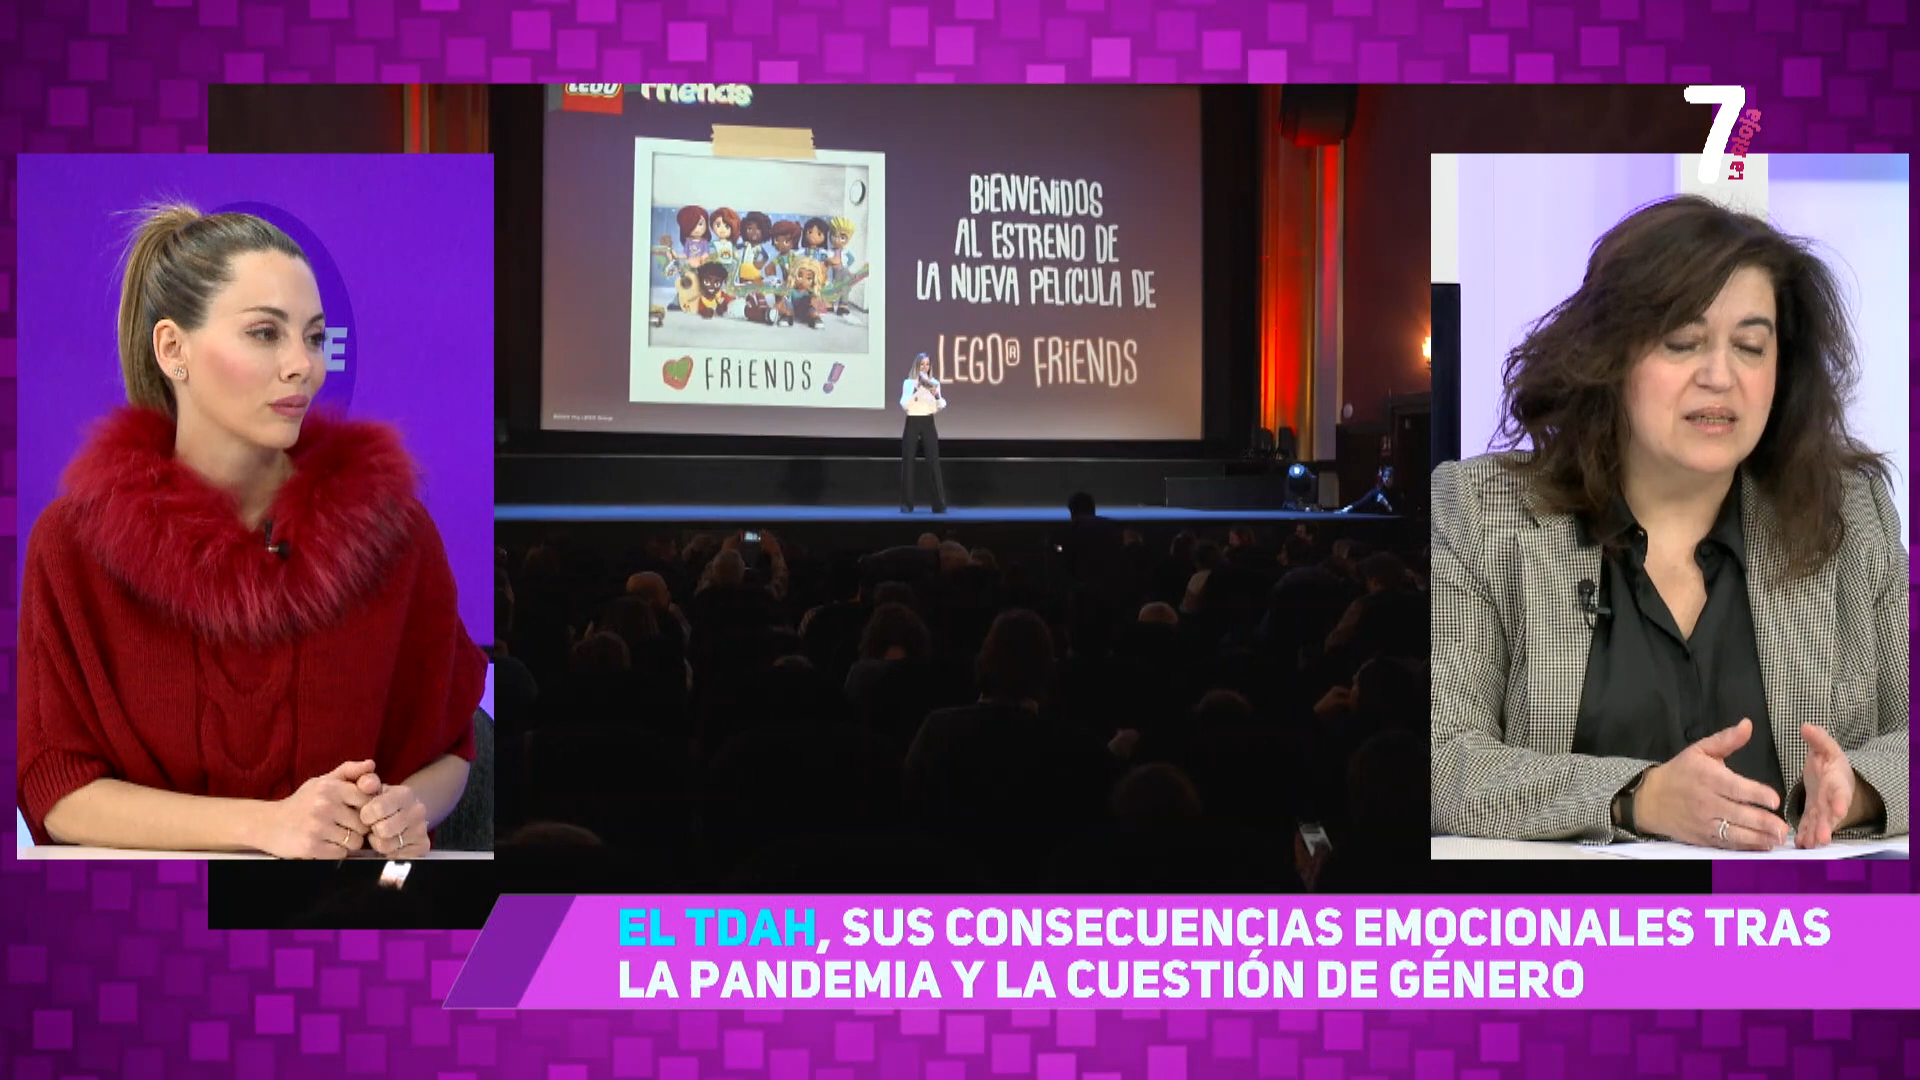 LEGO Friends
BiENVENiDOS
AL ESTRENO DE
LA NUEVA PELÍCULA DE
LEGO® FRiENDS
FRiENDS
7
La Rioja
E
EL TDAH, SUS CONSECUENCIAS EMOCIONALES TRAS
LA PANDEMIA Y LA CUESTIÓN DE GÉNERO